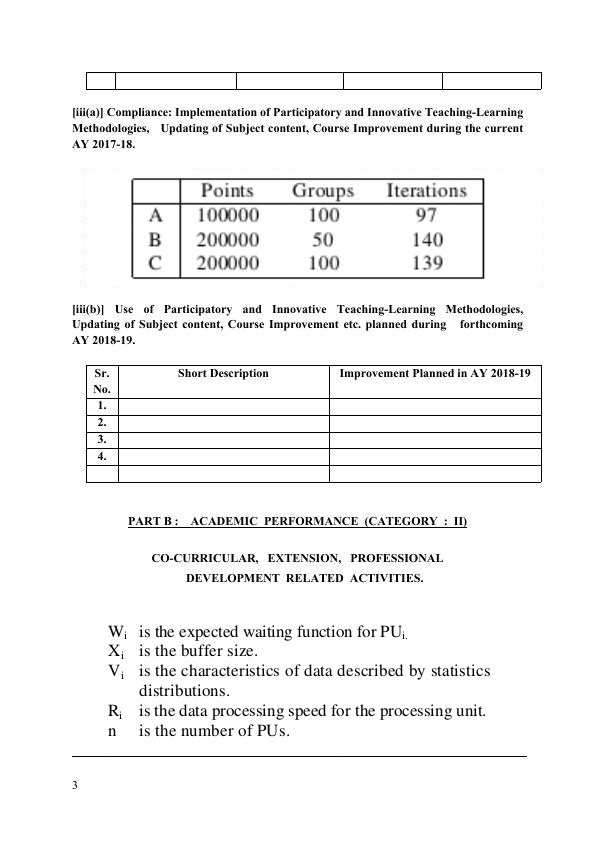 [iii(a)] Compliance: Implementation of Participatory and Innovative Teaching-Learning
Methodologies, Updating of Subject content, Course Improvement during the current
AY 2017-18.
Points Groups Iterations
A 100000 100 97
B 200000 50 140
C 200000 100 139
[iii(b)] Use of Participatory and Innovative Teaching-Learning Methodologies,
Updating of Subject content, Course Improvement etc. planned during forthcoming
AY 2018-19.
Sr. Short Description Improvement Planned in AY 2018-19
No.
1.
2.
3.
4.
PART B : ACADEMIC PERFORMANCE (CATEGORY : II)
CO-CURRICULAR, EXTENSION, PROFESSIONAL
DEVELOPMENT RELATED ACTIVITIES.
Wi is the expected waiting function for PUi.
Xi is the buffer size.
Vi is the characteristics of data described by statistics
distributions.
Ri is the data processing speed for the processing unit.
n is the number of PUs.
3